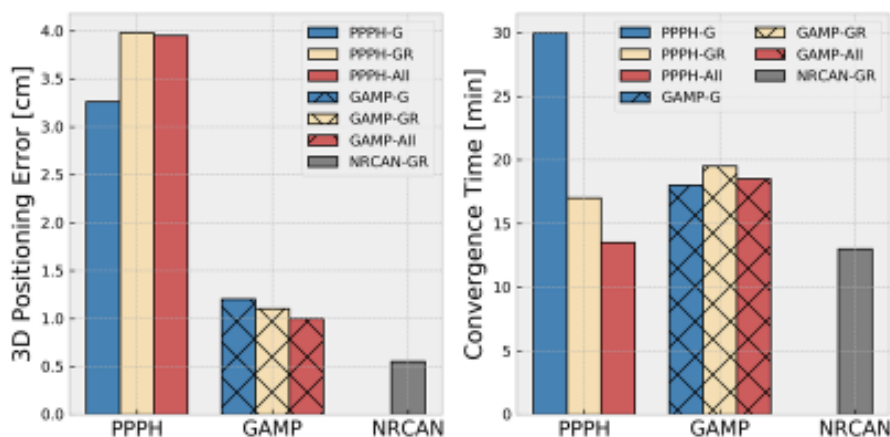 3D Positioning Error [cm]
4.0
3.5
3.0
2.5
2.0
1.5
1.0
0.5
0.0
PPPH-G
PPPH-GR
PPPH-All
GAMP-G
GAMP-GR
GAMP-All
NRCAN-GR
PPPH GAMP NRCAN
Convergence Time [min]
30
25
20
15
10
5
0
PPPH-G GAMP-GR
PPPH-GR GAMP-All
PPPH-All NRCAN-GR
GAMP-G
PPPH GAMP NRCAN